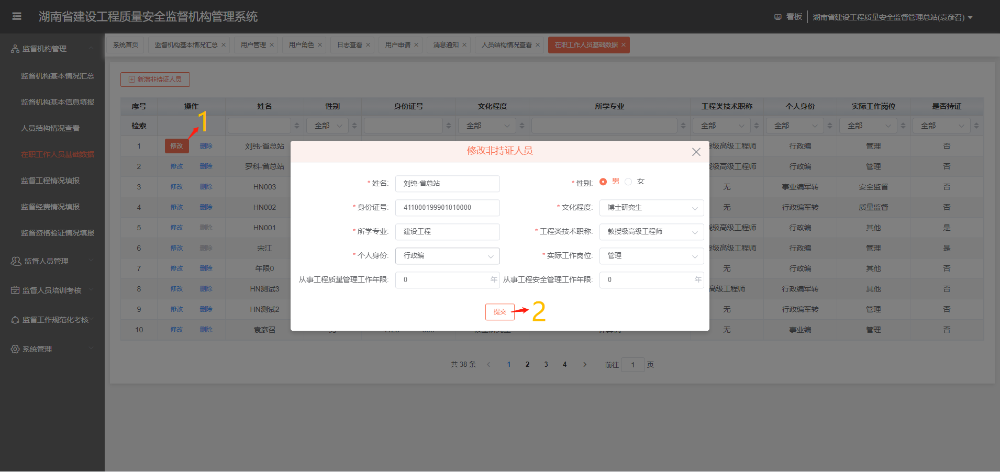 湖南省建设工程质量安全监督机构管理系统
看板
湖南省建设工程质量安全监督管理总站(袁彦召)
监督机构管理
监督机构基本情况汇总
监督机构基本信息填报
人员结构情况查看
在职工作人员基础数据
监督工程情况填报
监督经费情况填报
监督资格验证情况填报
监督人员管理
监督人员培训考核
监督工作规范化考核
系统管理
系统首页 监督机构基本情况汇总 用户管理 用户角色 日志查看 用户申请 消息通知 人员结构情况查看 在职工作人员基础数据
新增非持证人员
序号 操作 姓名 性别 身份证号 文化程度 所学专业 工程类技术职称 个人身份 实际工作岗位 是否持证
检索 全部 全部 全部 全部 全部 全部
1 修改 删除 刘纯-省总站 级高级工程师 行政编 管理 否
2 修改 删除 罗科-省总站 级高级工程师 行政编 管理 否
3 修改 删除 HN003 无 事业编军转 安全监督 否
4 修改 删除 HN002 无 行政编军转 质量监督 否
5 修改 删除 HN001 级高级工程师 行政编 其他 是
6 修改 删除 宋江 级高级工程师 行政编 管理 是
7 修改 删除 年限0 无 行政编 其他 否
8 修改 删除 HN测试3 高级工程师 行政编军转 其他 否
9 修改 删除 HN测试2 无 行政编军转 管理 否
10 修改 删除 袁彦召 无 事业编 管理 否
共 38 条 1 2 3 4 前往 1 页
1
修改非持证人员
*姓名: 刘纯-省总站 *性别: 男 女
*身份证号: 411000199901010000 *文化程度: 博士研究生
*所学专业: 建设工程 *工程类技术职称: 教授级高级工程师
*个人身份: 行政编 *实际工作岗位: 管理
从事工程质量管理工作年限: 0 年 从事工程安全管理工作年限: 0 年
提交 2